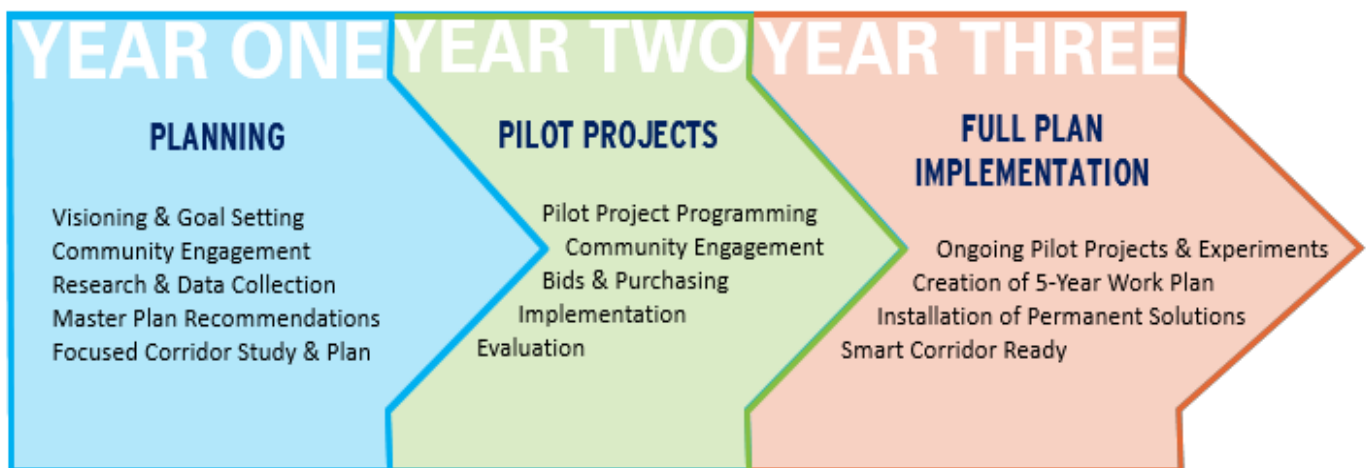 YEAR ONE
PLANNING
Visioning & Goal Setting
Community Engagement
Research & Data Collection
Master Plan Recommendations
Focused Corridor Study & Plan
YEAR TWO
PILOT PROJECTS
Pilot Project Programming
Community Engagement
Bids & Purchasing
Implementation
Evaluation
YEAR THREE
FULL PLAN
IMPLEMENTATION
Ongoing Pilot Projects & Experiments
Creation of 5-Year Work Plan
Installation of Permanent Solutions
Smart Corridor Ready